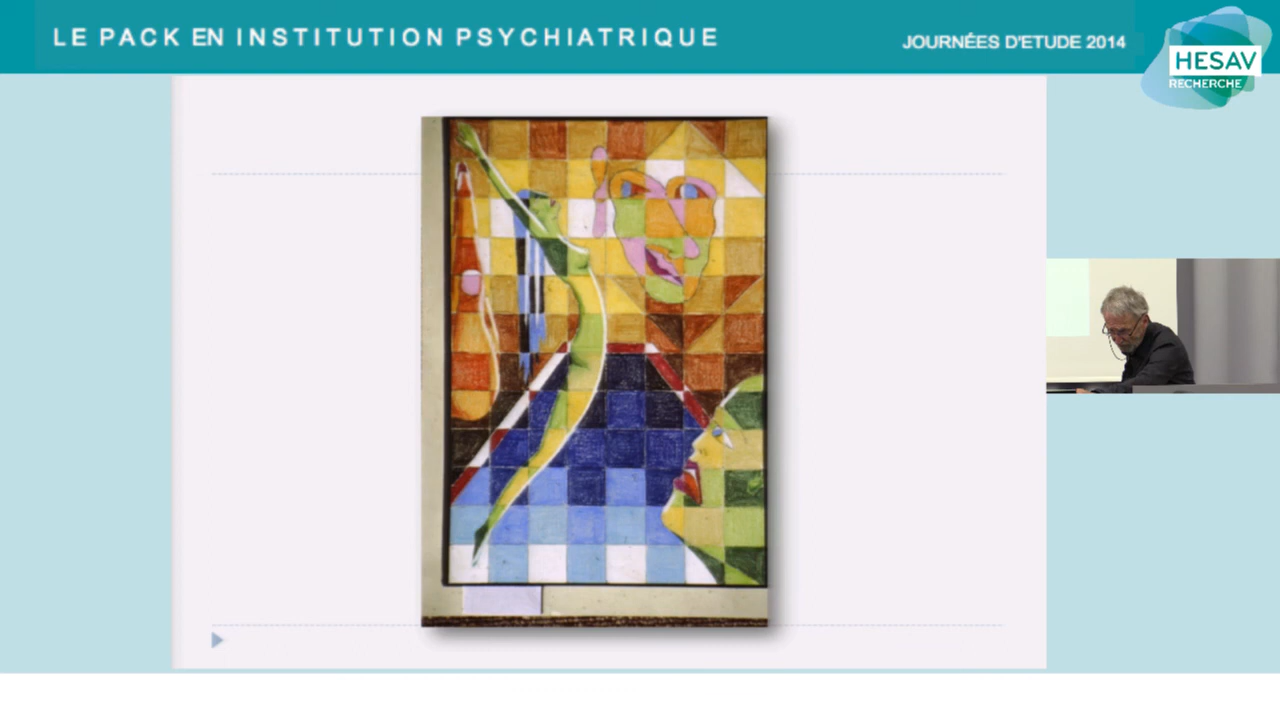 LE PACK EN INSTITUTION PSYCHIATRIQUE
JOURNÉES D'ETUDE 2014
HESAV
RECHERCHE